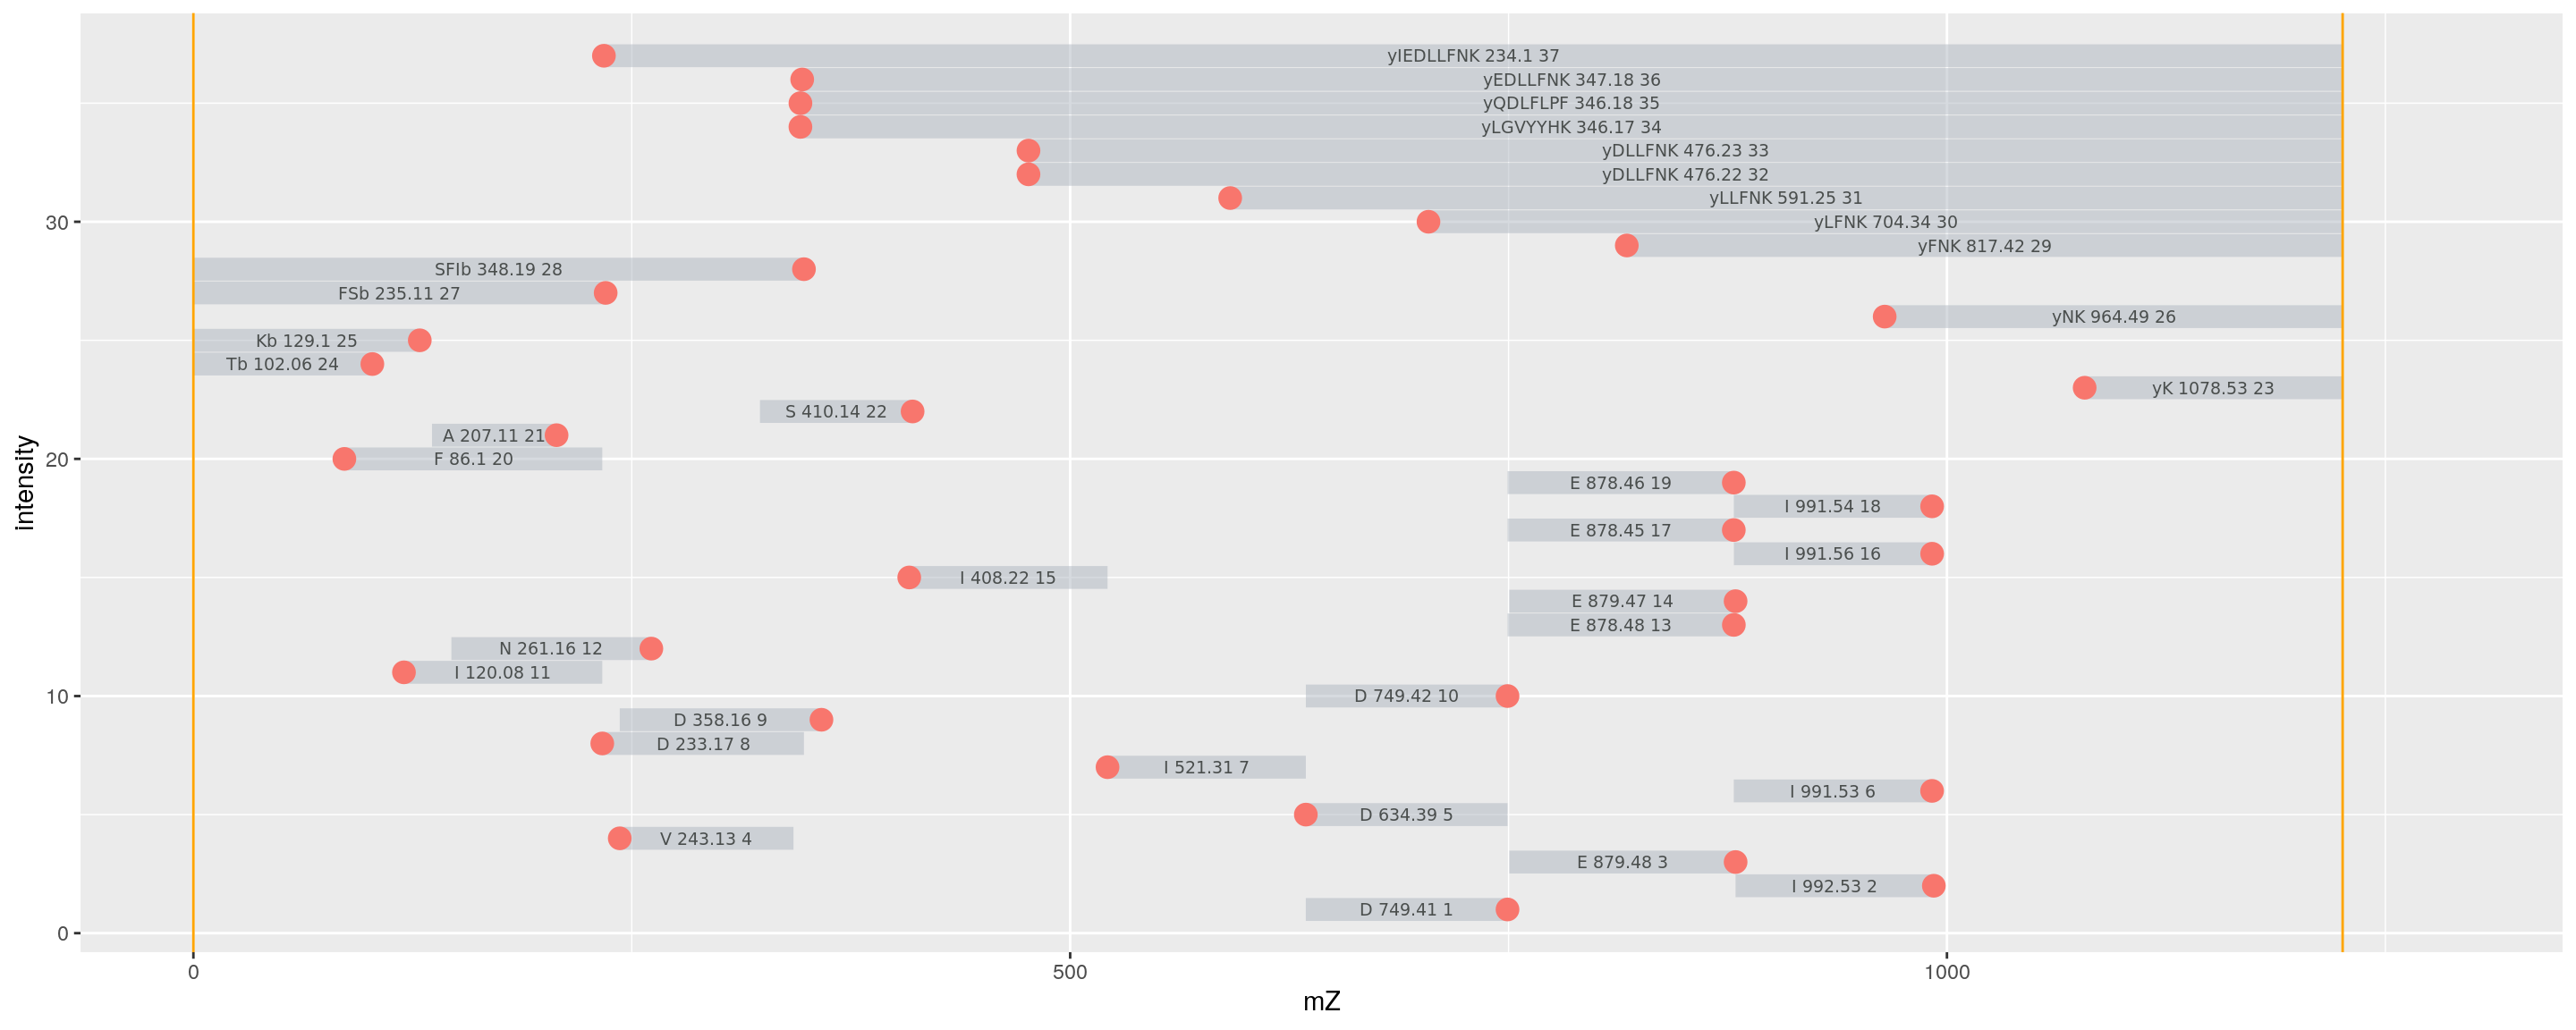 yIEDLLFNK 234.1 37
yEDLLFNK 347.18 36
yQDLFLPF 346.18 35
yLGVYYHK 346.17 34
yDLLFNK 476.23 33
yDLLFNK 476.22 32
yLLFNK 591.25 31
30
yLFNK 704.34 30
yFNK 817.42 29
SFIb 348.19 28
FSb 235.11 27
yNK 964.49 26
Kb 129.1 25
Tb 102.06 24
yK 1078.53 23
S 410.14 22
A 207.11 21
20
F 86.1 20
E 878.46 19
I 991.54 18
E 878.45 17
I 991.56 16
I 408.22 15
E 879.47 14
E 878.48 13
N 261.16 12
I 120.08 11
10
D 749.42 10
D 358.16 9
D 233.17 8
I 521.31 7
I 991.53 6
D 634.39 5
V 243.13 4
E 879.48 3
I 992.53 2
D 749.41 1
0
intensity
0 500 1000
mZ